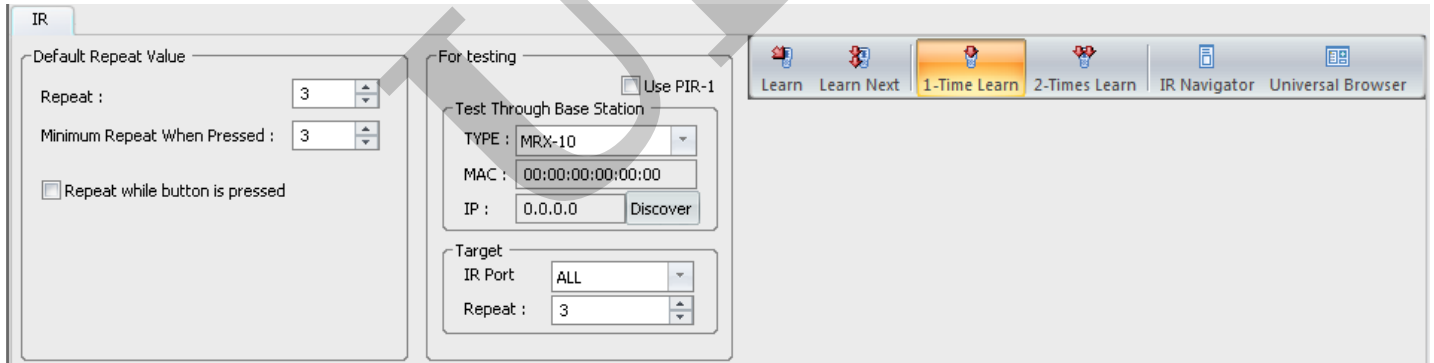 IR
Default Repeat Value
Repeat : 3
Minimum Repeat When Pressed : 3
Repeat while button is pressed
For testing
Use PIR-1
Test Through Base Station
TYPE : MRX-10
MAC : 00:00:00:00:00:00
IP : 0.0.0.0 Discover
Target
IR Port ALL
Repeat : 3
Learn Learn Next 1-Time Learn 2-Times Learn IR Navigator Universal Browser